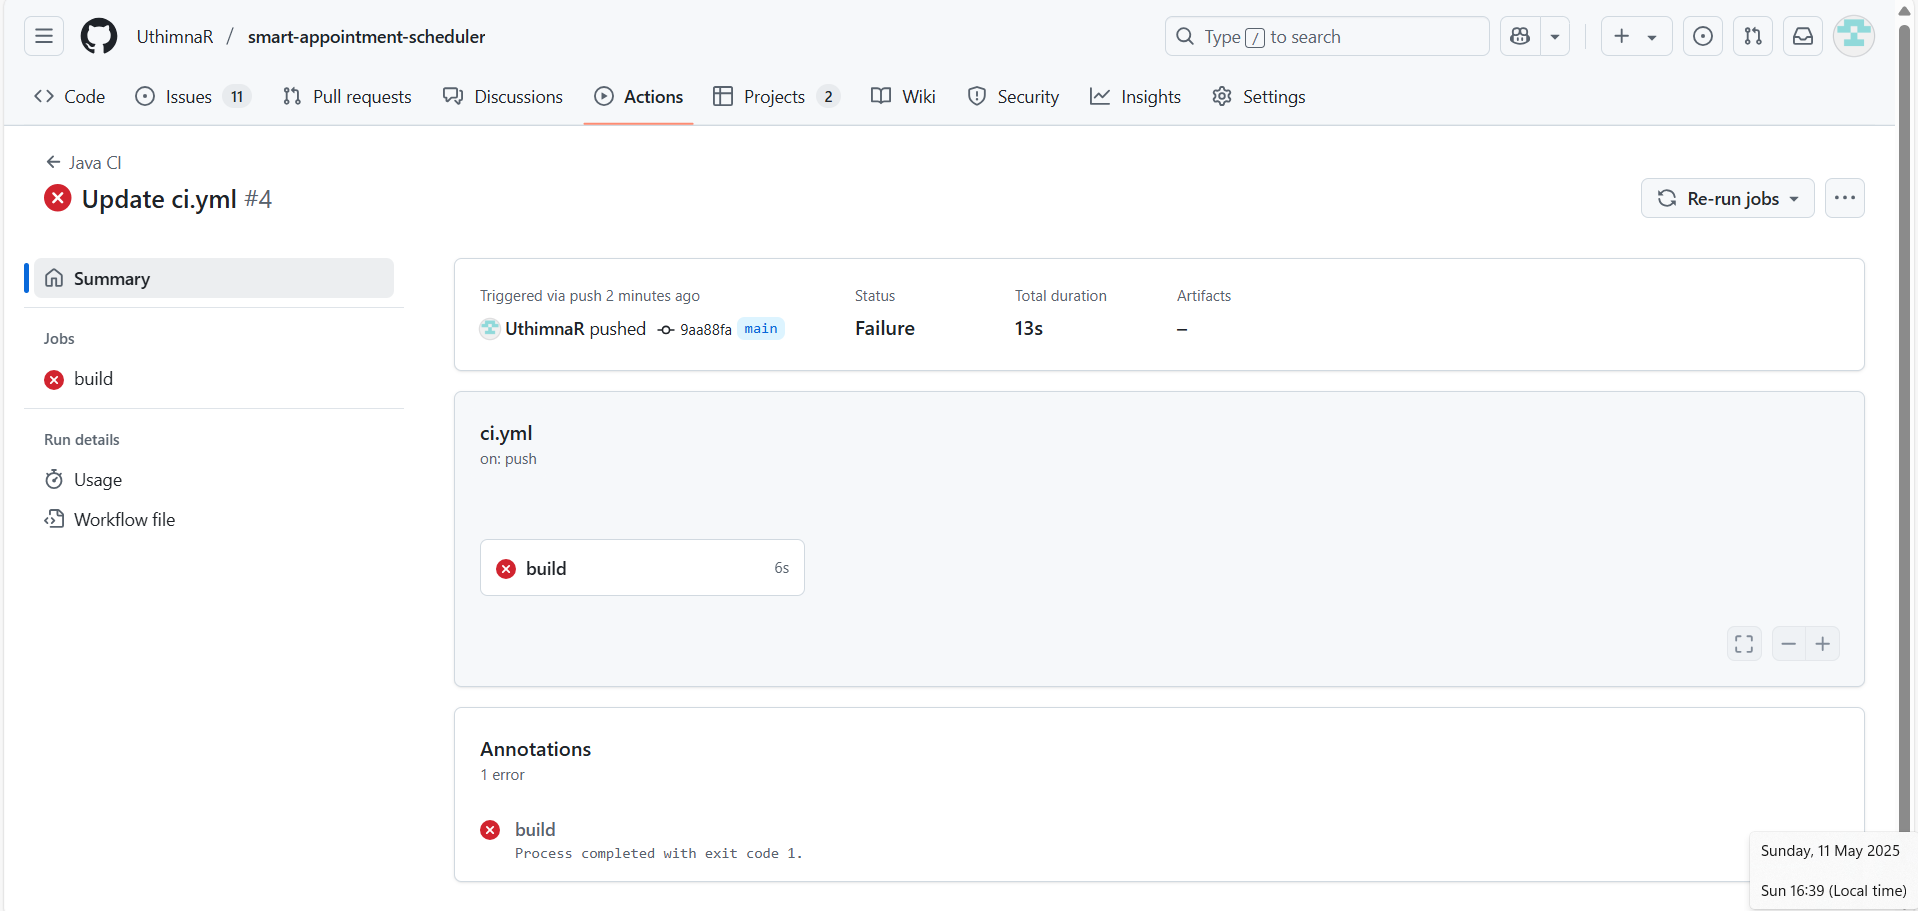 UthimnaR / smart-appointment-scheduler
Type / to search
Code
Issues 11
Pull requests
Discussions
Actions
Projects 2
Wiki
Security
Insights
Settings
Java CI
Update ci.yml #4
Re-run jobs
Summary
Jobs
build
Run details
Usage
Workflow file
Triggered via push 2 minutes ago
UthimnaR pushed 9aa88fa main
Status
Failure
Total duration
13s
Artifacts
–
ci.yml
on: push
build 6s
Annotations
1 error
build
Process completed with exit code 1.
Sunday, 11 May 2025
Sun 16:39 (Local time)